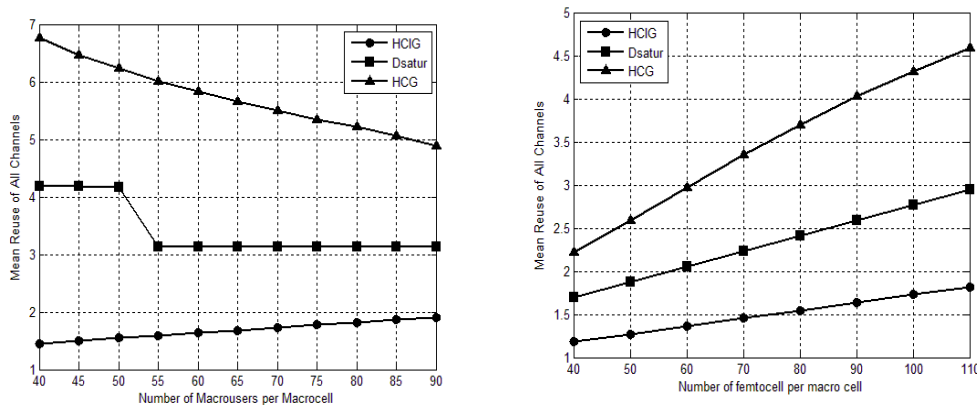 7
6
5
4
3
2
1
Mean Reuse of All Channels
HCIG
Dsatur
HCG
40 45 50 55 60 65 70 75 80 85 90
Number of Macrousers per Macrocell
5
4.5
4
3.5
3
2.5
2
1.5
1
Mean Reuse of All Channels
HCIG
Dsatur
HCG
40 50 60 70 80 90 100 110
Number of femtocell per macro cell